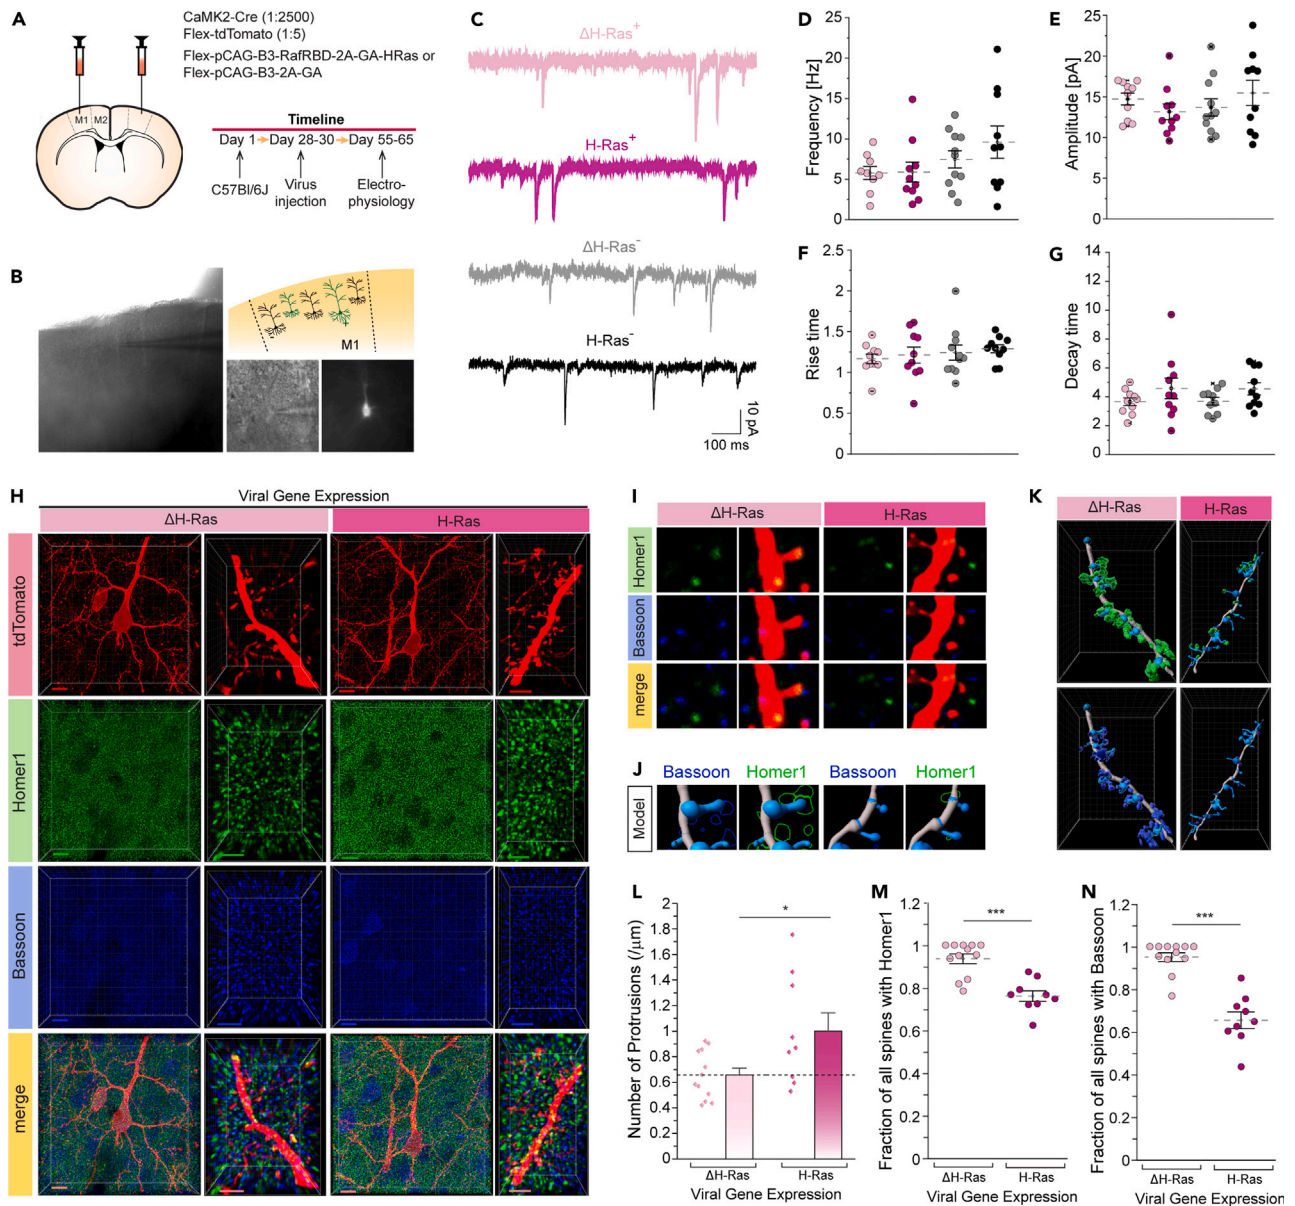 A
CaMK2-Cre (1:2500)
Flex-tdTomato (1:5)
Flex-pCAG-B3-RafRBD-2A-GA-HRas or
Flex-pCAG-B3-2A-GA
M1 M2
Timeline
Day 1 Day 28-30 Day 55-65
C57Bl/6J
Virus
injection
Electro-
physiology
B
M1
C
ΔH-Ras+
H-Ras+
ΔH-Ras-
H-Ras-
10 pA
100 ms
D
Frequency [Hz]
25
20
15
10
5
0
E
Amplitude [pA]
25
20
15
10
5
0
F
Rise time
2.5
2
1.5
1
0.5
0
G
Decay time
14
12
10
8
6
4
2
0
H
Viral Gene Expression
ΔH-Ras
H-Ras
tdTomato
Homer1
Bassoon
merge
I
ΔH-Ras
H-Ras
Homer1
Bassoon
merge
J
Bassoon Homer1 Bassoon Homer1
Model
K
ΔH-Ras
H-Ras
L
Number of Protrusions (/μm)
2
1.8
1.6
1.4
1.2
1
0.8
0.6
0.4
0.2
0
*
ΔH-Ras H-Ras
Viral Gene Expression
M
Fraction of all spines with Homer1
1.2
1
0.8
0.6
0.4
0.2
0
***
ΔH-Ras H-Ras
Viral Gene Expression
N
Fraction of all spines with Bassoon
1.2
1
0.8
0.6
0.4
0.2
0
***
ΔH-Ras H-Ras
Viral Gene Expression